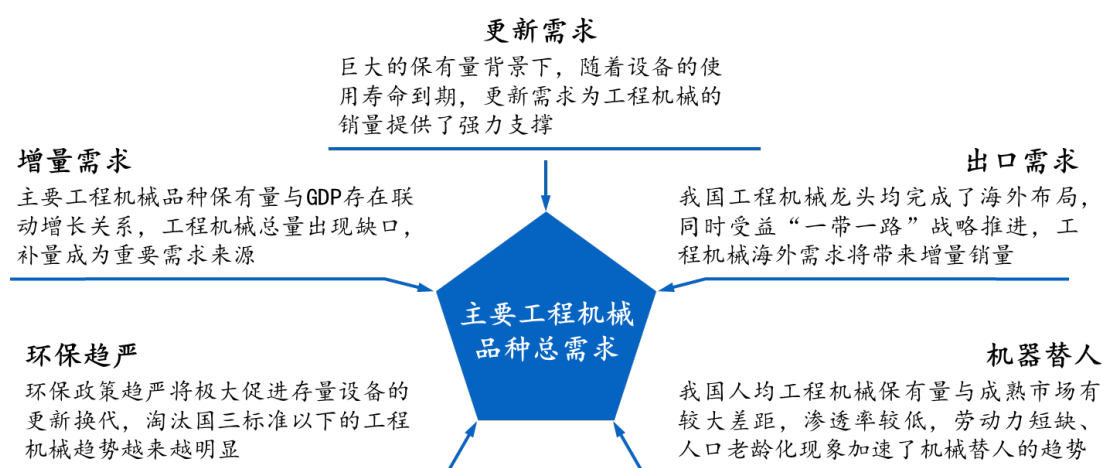 更新需求
巨大的保有量背景下，随着设备的使
用寿命到期，更新需求为工程机械的
销量提供了强力支撑
增量需求
主要工程机械品种保有量与GDP存在联
动增长关系，工程机械总量出现缺口，
补量成为重要需求来源
出口需求
我国工程机械龙头均完成了海外布局，
同时受益“一带一路”战略推进，工
程机械海外需求将带来增量销量
主要工程机械
品种总需求
环保趋严
环保政策趋严将极大促进存量设备的
更新换代，淘汰国三标准以下的工程
机械趋势越来越明显
机器替人
我国人均工程机械保有量与成熟市场有
较大差距，渗透率较低，劳动力短缺、
人口老龄化现象加速了机械替人的趋势